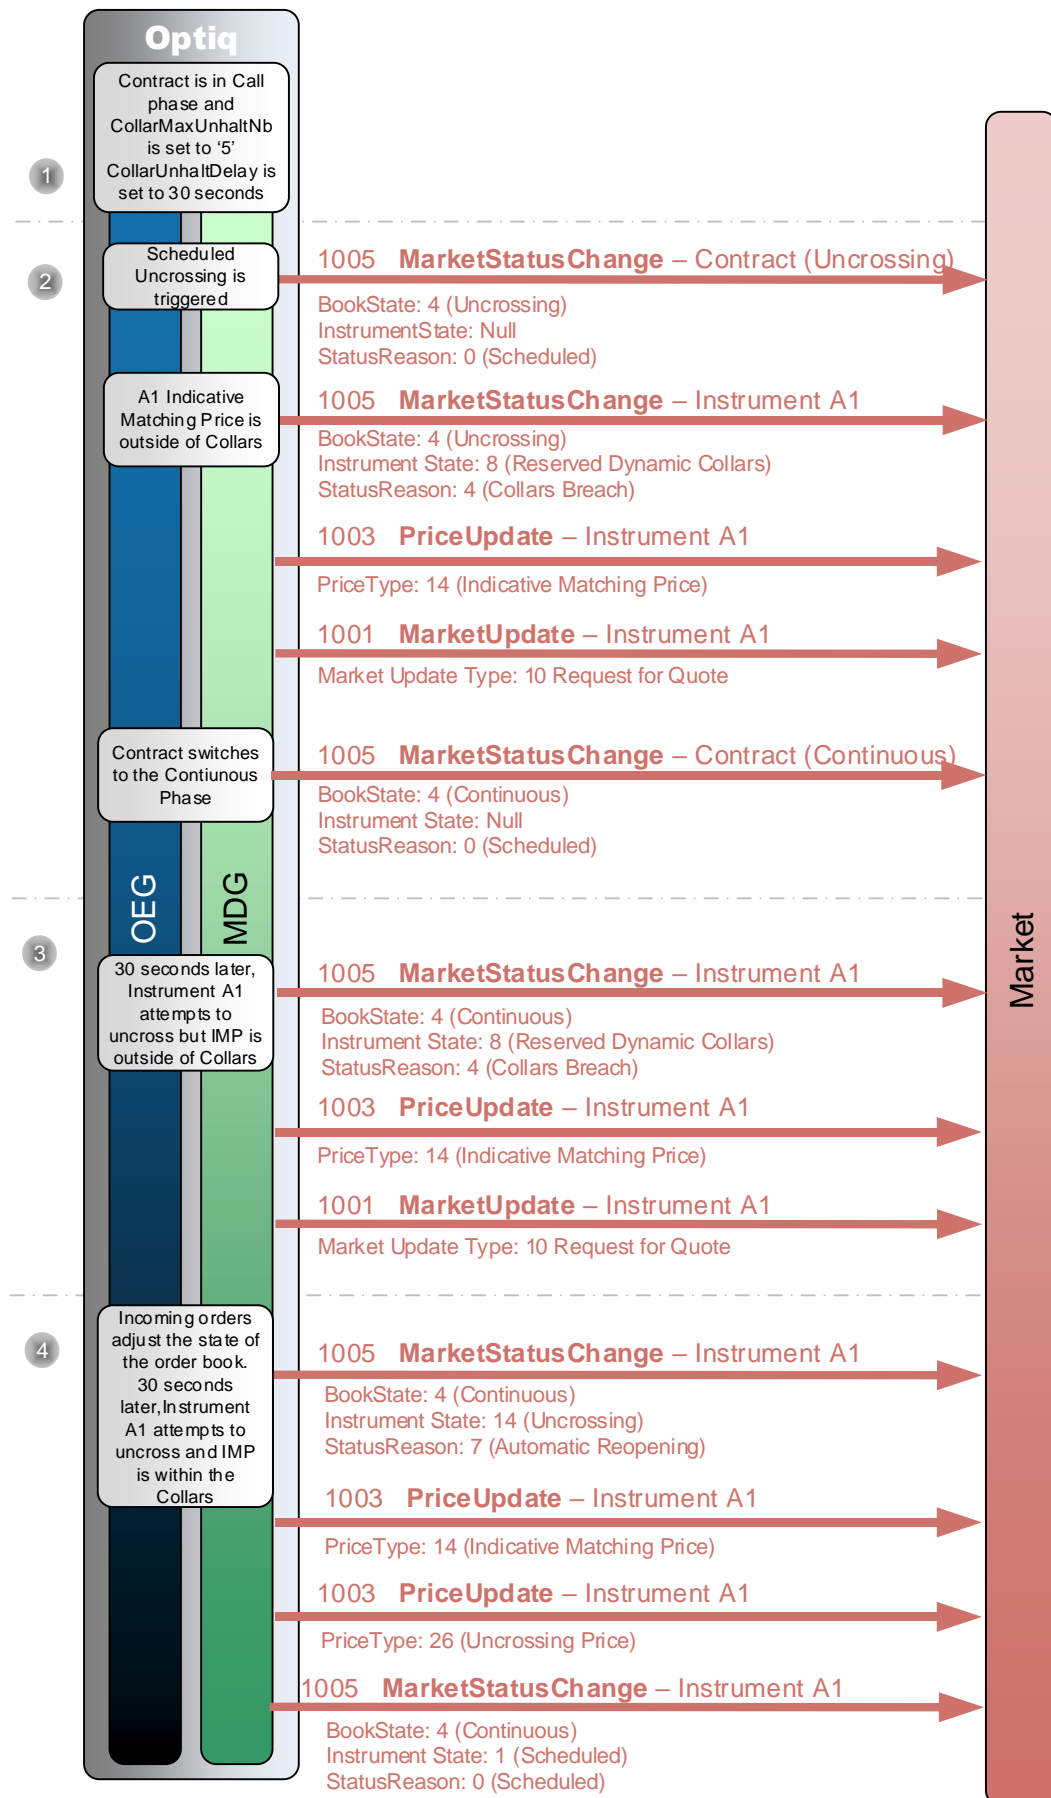 Optiq
Contract is in Call
phase and
CollarMaxUnhaltNb
is set to ‘5’
CollarUnhaltDelay is
set to 30 seconds
1
2
Scheduled
Uncrossing is
triggered
1005 MarketStatusChange – Contract (Uncrossing)
BookState: 4 (Uncrossing)
InstrumentState: Null
StatusReason: 0 (Scheduled)
A1 Indicative
Matching Price is
outside of Collars
1005 MarketStatusChange – Instrument A1
BookState: 4 (Uncrossing)
Instrument State: 8 (Reserved Dynamic Collars)
StatusReason: 4 (Collars Breach)
1003 PriceUpdate – Instrument A1
PriceType: 14 (Indicative Matching Price)
1001 MarketUpdate – Instrument A1
Market Update Type: 10 Request for Quote
Contract switches
to the Contiunous
Phase
1005 MarketStatusChange – Contract (Continuous)
BookState: 4 (Continuous)
Instrument State: Null
StatusReason: 0 (Scheduled)
OEG
MDG
Market
3
30 seconds later,
Instrument A1
attempts to
uncross but IMP is
outside of Collars
1005 MarketStatusChange – Instrument A1
BookState: 4 (Continuous)
Instrument State: 8 (Reserved Dynamic Collars)
StatusReason: 4 (Collars Breach)
1003 PriceUpdate – Instrument A1
PriceType: 14 (Indicative Matching Price)
1001 MarketUpdate – Instrument A1
Market Update Type: 10 Request for Quote
4
Incoming orders
adjust the state of
the order book.
30 seconds
later,Instrument
A1 attempts to
uncross and IMP
is within the
Collars
1005 MarketStatusChange – Instrument A1
BookState: 4 (Continuous)
Instrument State: 14 (Uncrossing)
StatusReason: 7 (Automatic Reopening)
1003 PriceUpdate – Instrument A1
PriceType: 14 (Indicative Matching Price)
1003 PriceUpdate – Instrument A1
PriceType: 26 (Uncrossing Price)
1005 MarketStatusChange – Instrument A1
BookState: 4 (Continuous)
Instrument State: 1 (Scheduled)
StatusReason: 0 (Scheduled)